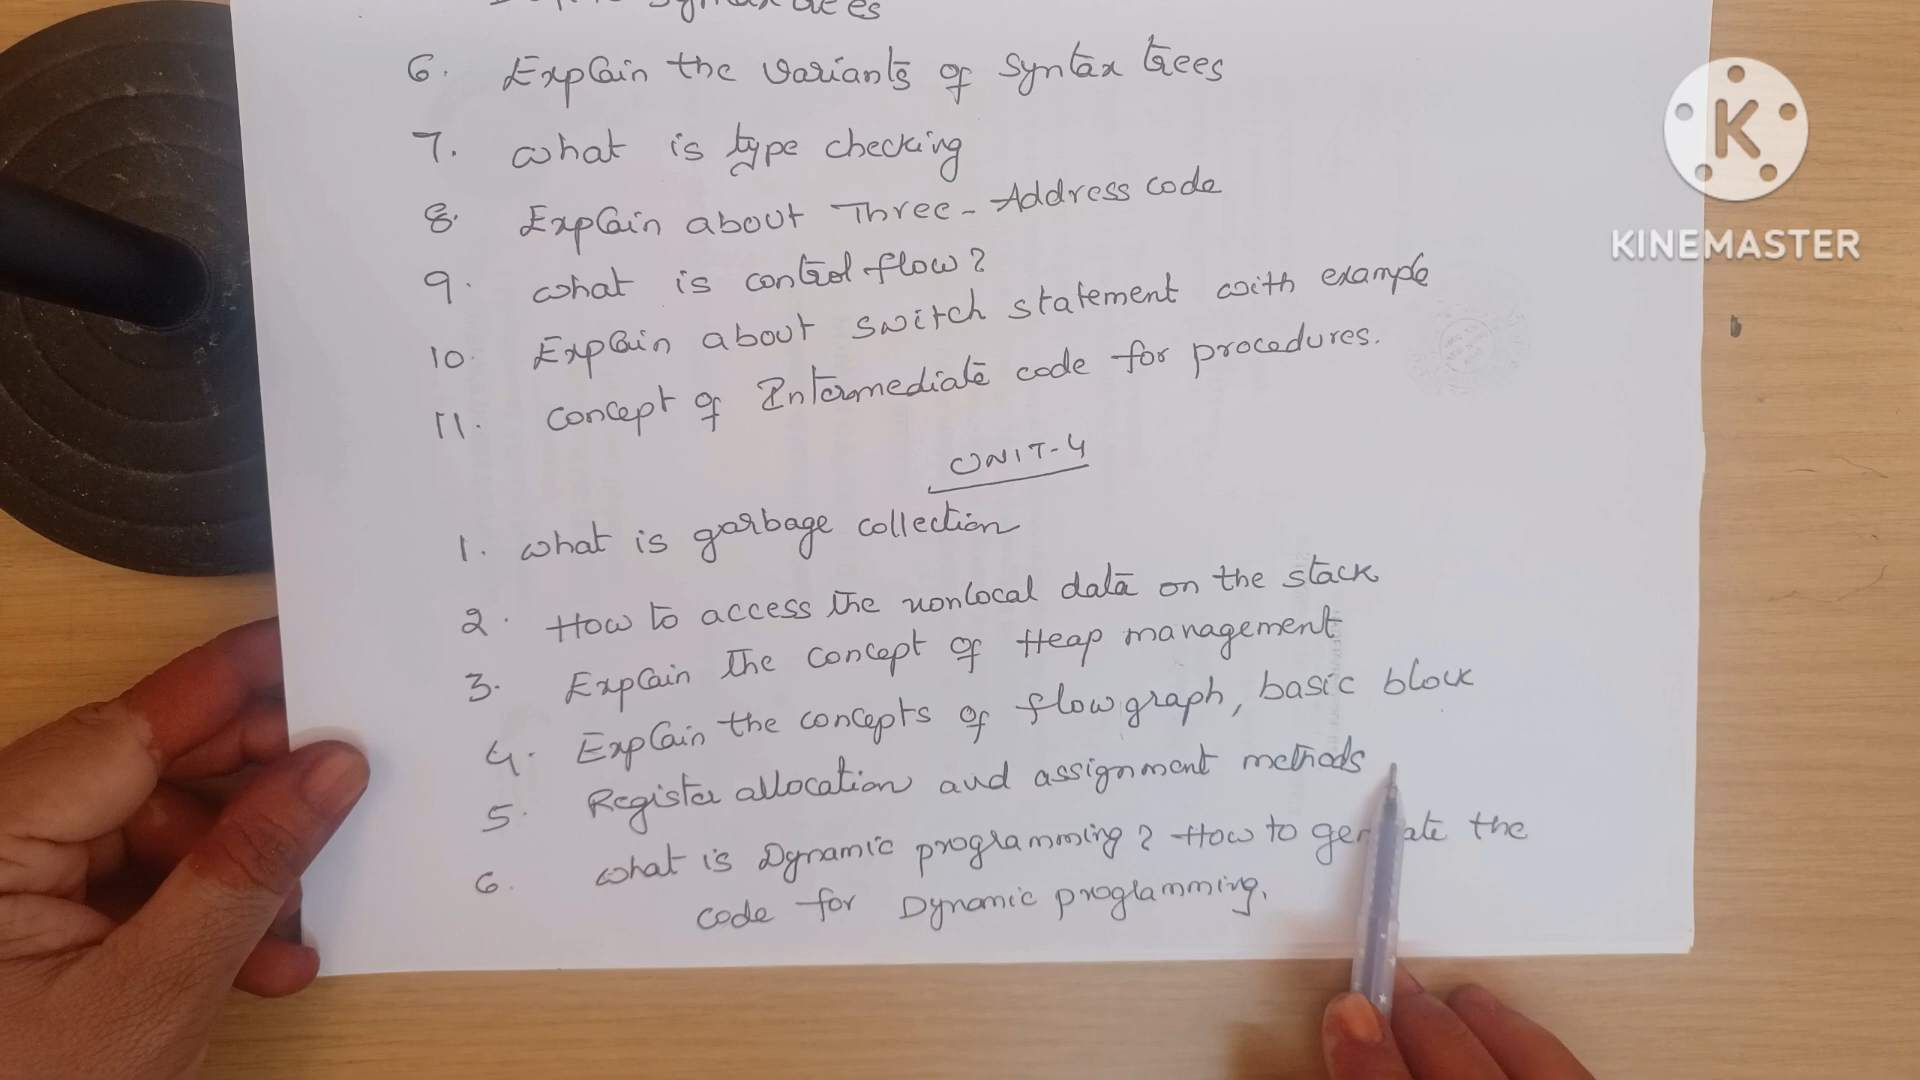 syntax trees
6. Explain the variants of syntax trees
7. what is type checking
8. Explain about Three-Address code
9. what is control flow?
10. Explain about switch statement with example
11. concept of Intermediate code for procedures.
UNIT-4
1. what is garbage collection
2. How to access the nonlocal data on the stack
3. Explain the concept of Heap management
4. Explain the concepts of flow graph, basic block
5. Register allocation and assignment methods
6. what is Dynamic programming? How to the
code for Dynamic programming.
K
KINEMASTER